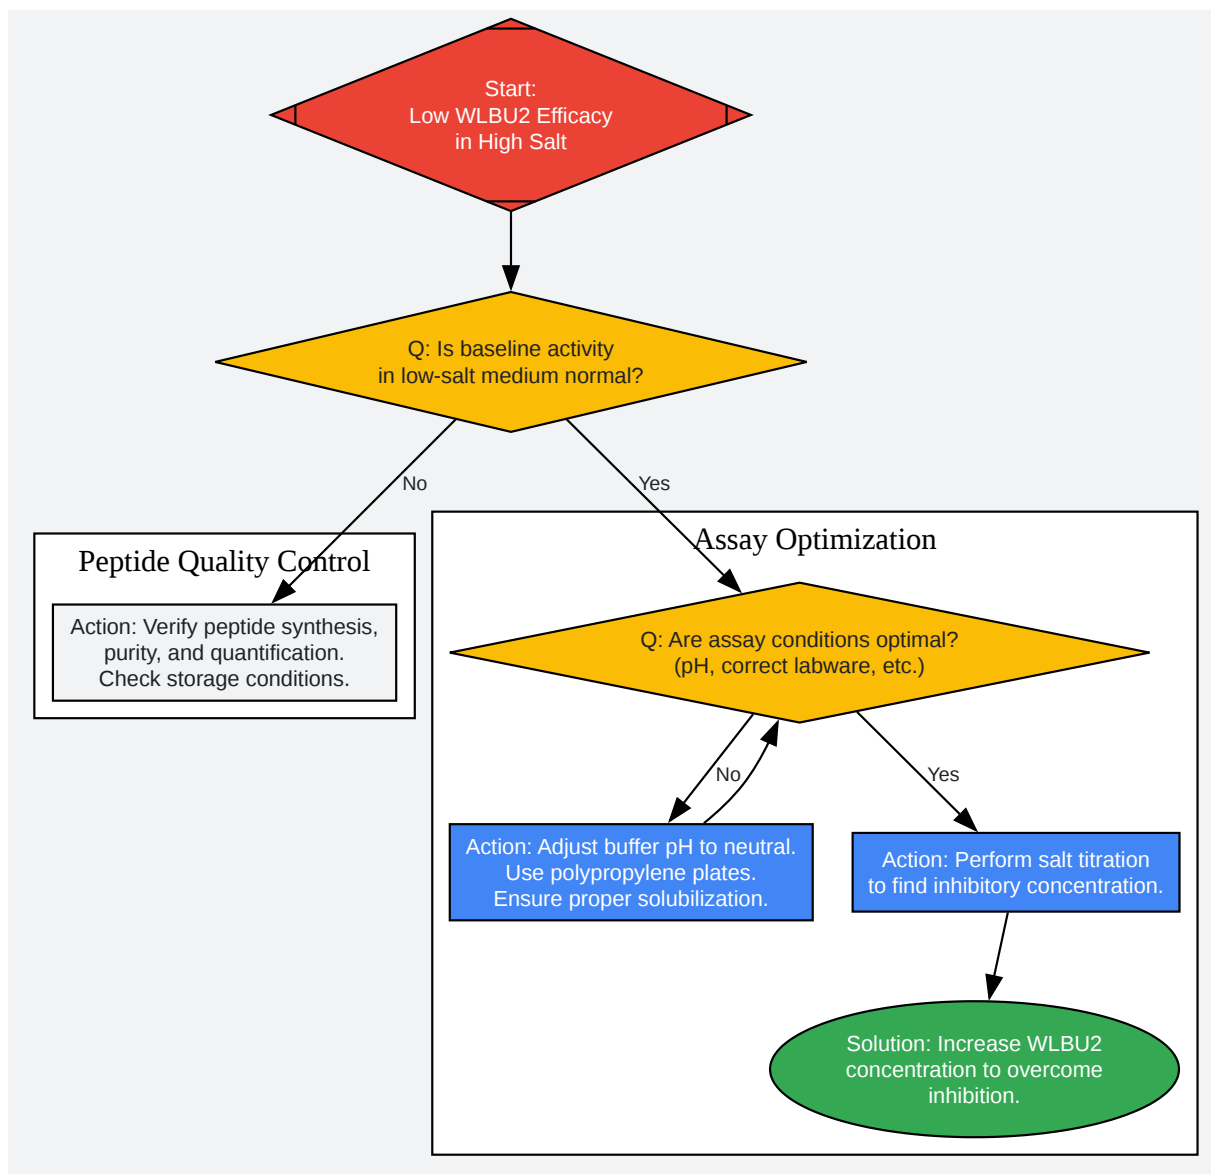 Start:
Low WLBU2 Efficacy
in High Salt
Q: Is baseline activity
in low-salt medium normal?
No
Yes
Peptide Quality Control
Action: Verify peptide synthesis,
purity, and quantification.
Check storage conditions.
Assay Optimization
Q: Are assay conditions optimal?
(pH, correct labware, etc.)
No
Yes
Action: Adjust buffer pH to neutral.
Use polypropylene plates.
Ensure proper solubilization.
Action: Perform salt titration
to find inhibitory concentration.
Solution: Increase WLBU2
concentration to overcome
inhibition.